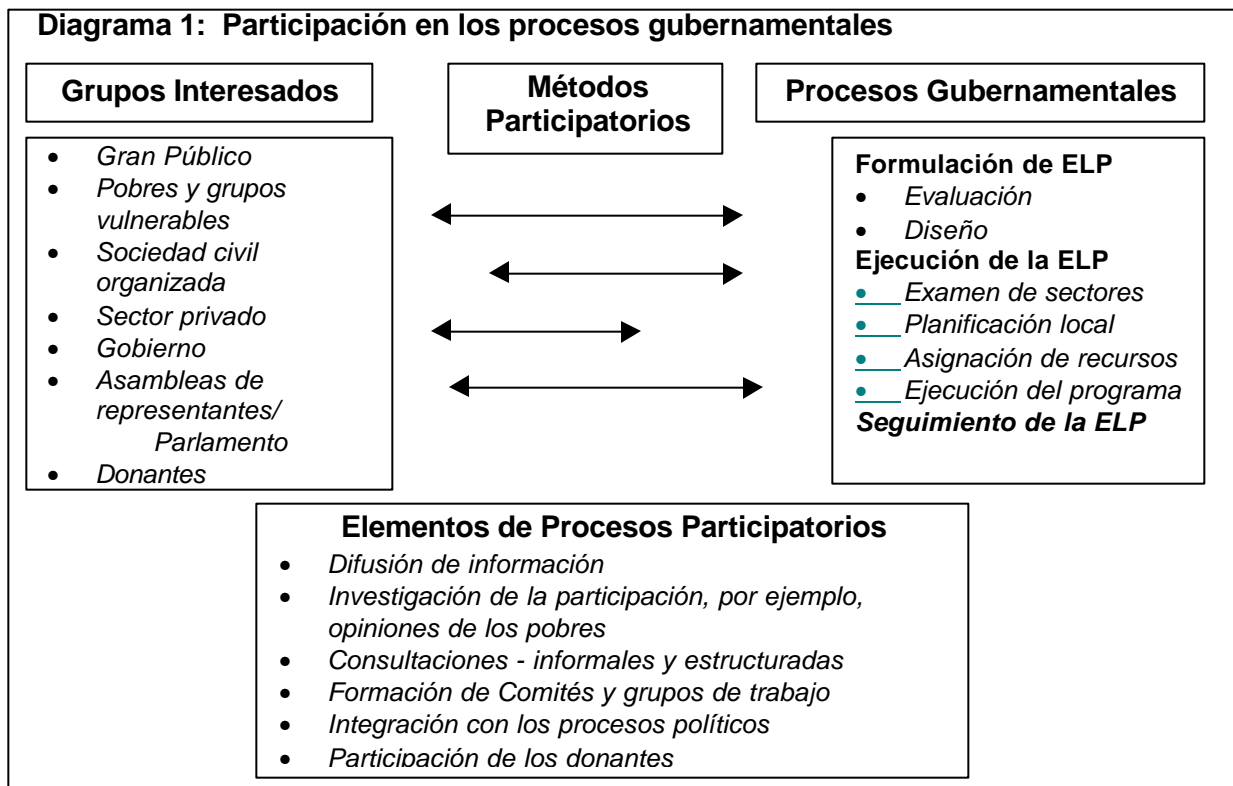 Diagrama 1: Participación en los procesos gubernamentales
Grupos Interesados
• Gran Público
• Pobres y grupos
vulnerables
• Sociedad civil
organizada
• Sector privado
• Gobierno
• Asambleas de
representantes/
Parlamento
• Donantes
Métodos
Participatorios
Procesos Gubernamentales
Formulación de ELP
• Evaluación
• Diseño
Ejecución de la ELP
• Examen de sectores
• Planificación local
• Asignación de recursos
• Ejecución del programa
Seguimiento de la ELP
Elementos de Procesos Participatorios
• Difusión de información
• Investigación de la participación, por ejemplo,
opiniones de los pobres
• Consultaciones - informales y estructuradas
• Formación de Comités y grupos de trabajo
• Integración con los procesos políticos
• Participación de los donantes